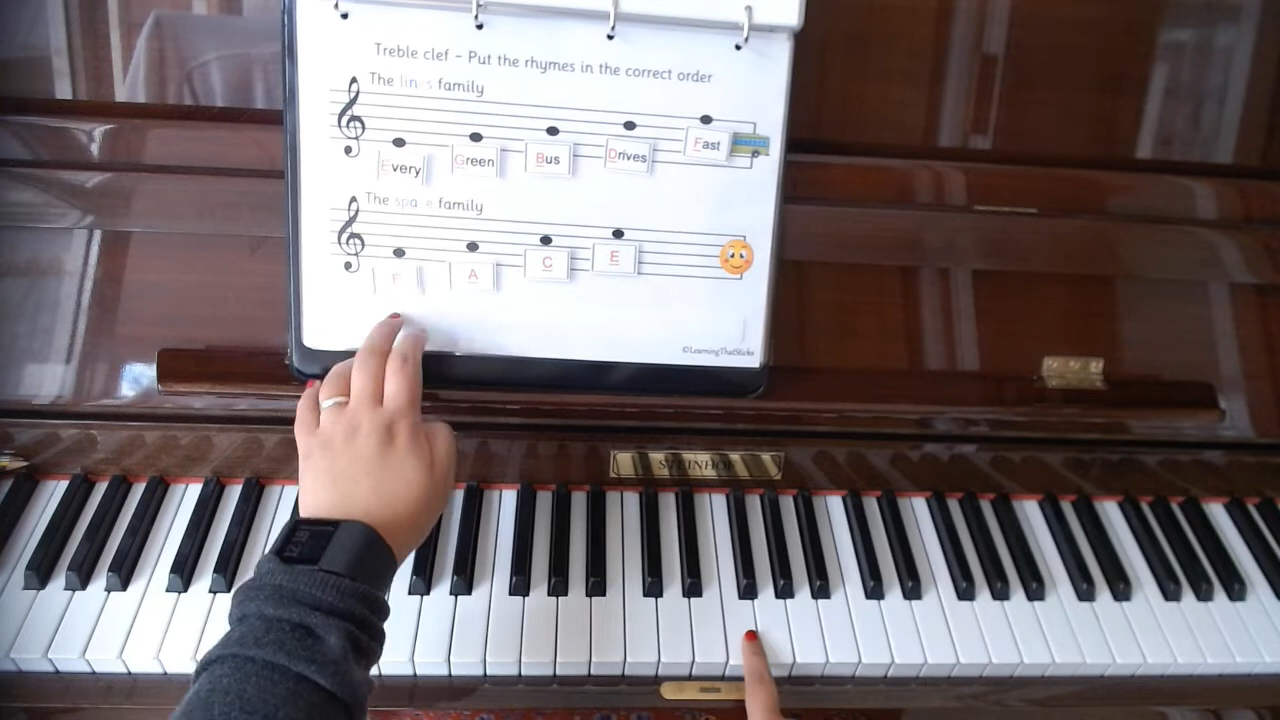 Treble clef - Put the rhymes in the correct order
The lines family
Every Green Bus Drives Fast
The space family
F A C E
©LearningThatSticks
STEINHOF